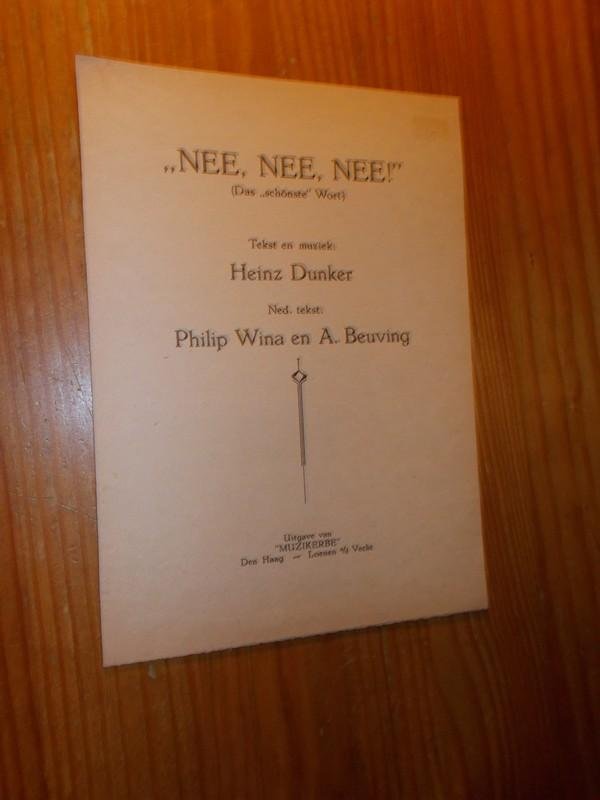 „NEE, NEE, NEE!"
(Das „schönste" Wort)
Tekst en muziek:
Heinz Dunker
Ned. tekst:
Philip Wina en A. Beuving
Uitgave van
"MUZIKERBE"
Den Haag — Loenen a/d Vecht